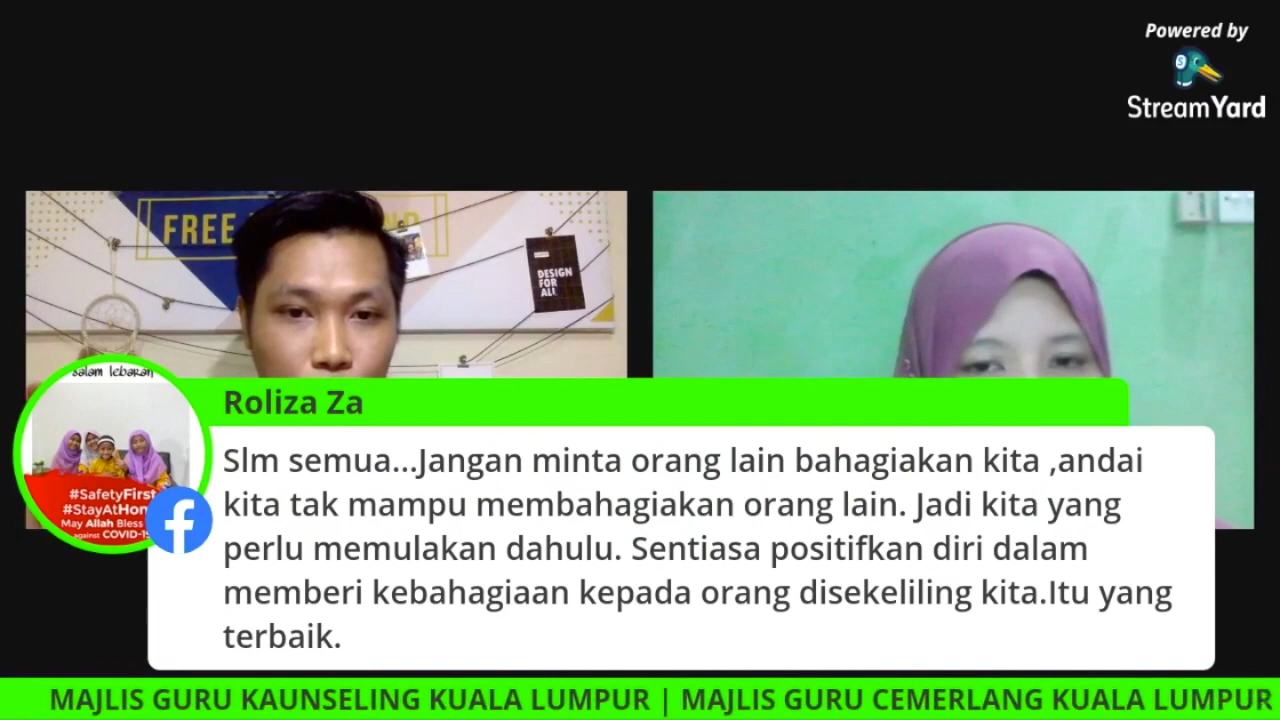 Powered by
StreamYard
FREE
DESIGN
FOR
ALL
salam lebaran
#SafetyFirst
#StayAtHom
May Allah Bless
against COVID-19
Roliza Za
Slm semua...Jangan minta orang lain bahagiakan kita ,andai
kita tak mampu membahagiakan orang lain. Jadi kita yang
perlu memulakan dahulu. Sentiasa positifkan diri dalam
memberi kebahagiaan kepada orang disekeliling kita.Itu yang
terbaik.
MAJLIS GURU KAUNSELING KUALA LUMPUR | MAJLIS GURU CEMERLANG KUALA LUMPUR